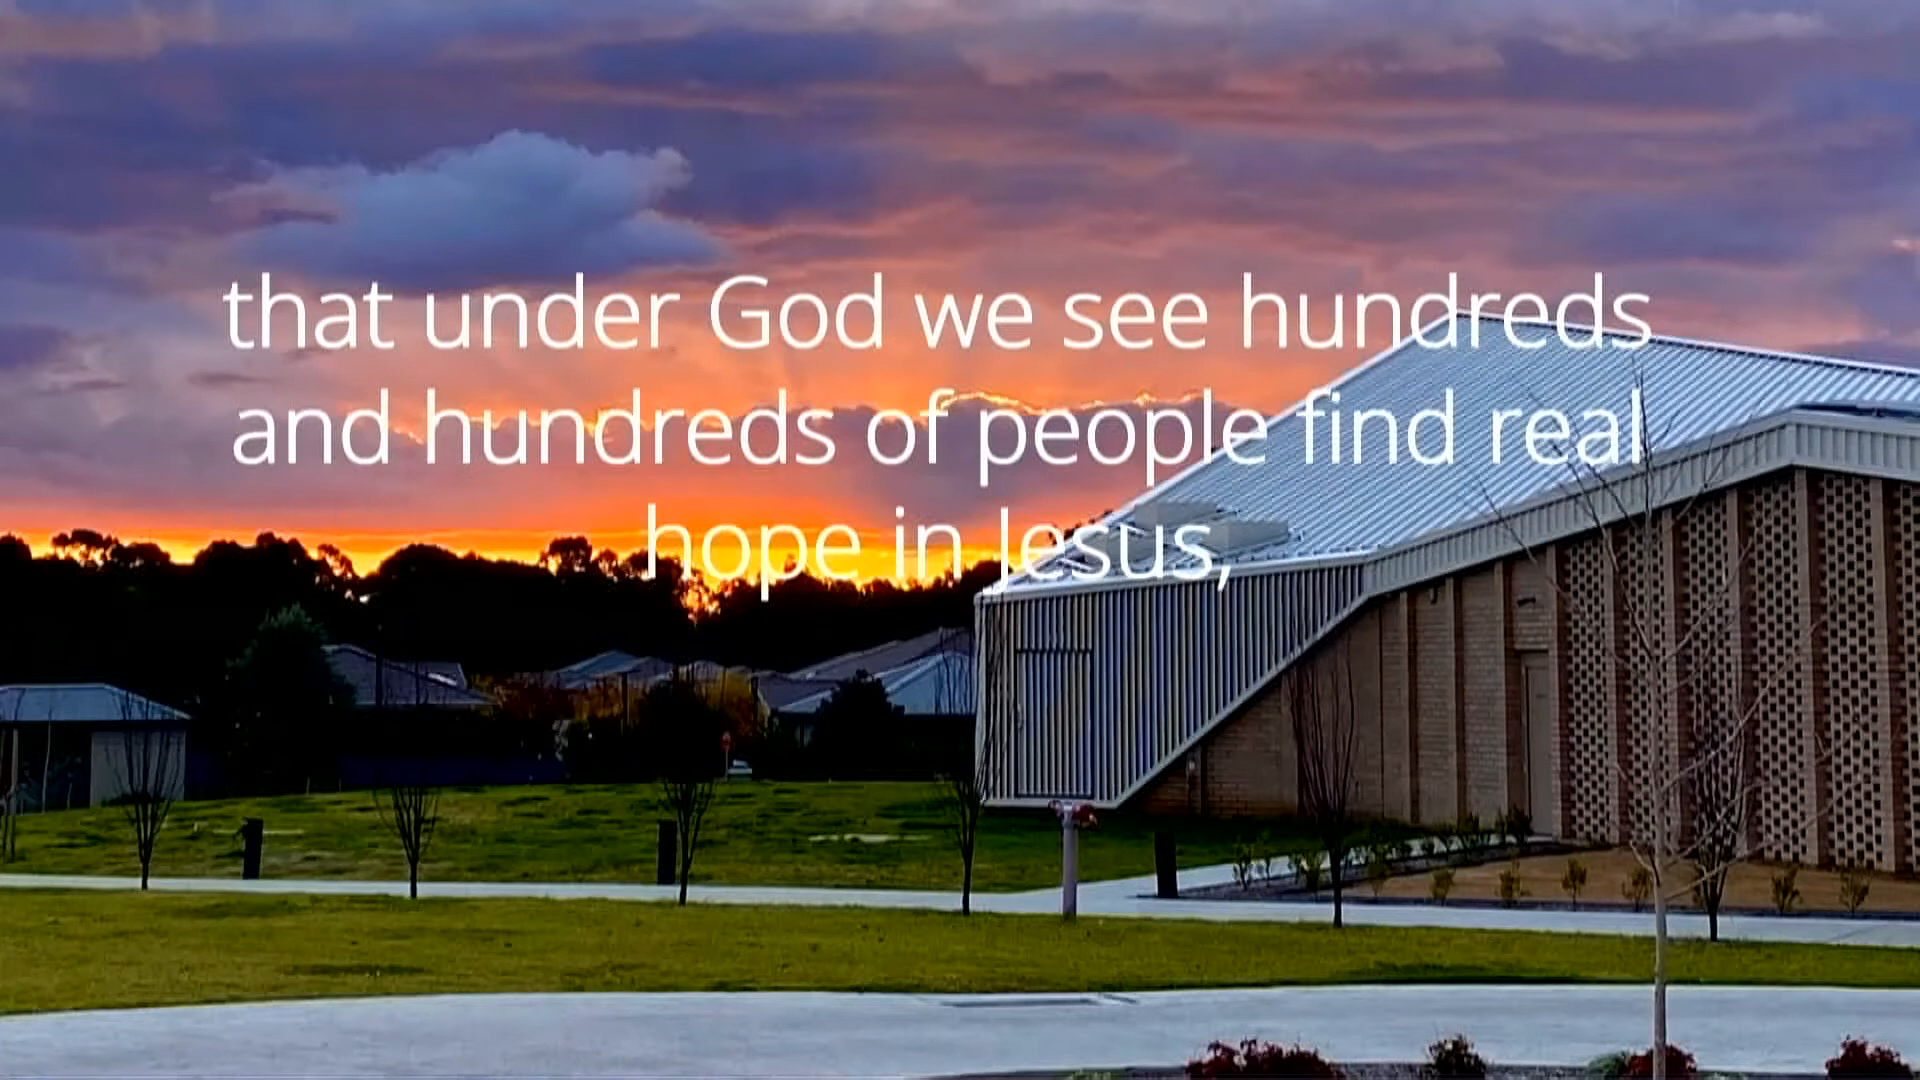 that under God we see hundreds
and hundreds of people find real
hope in Jesus,